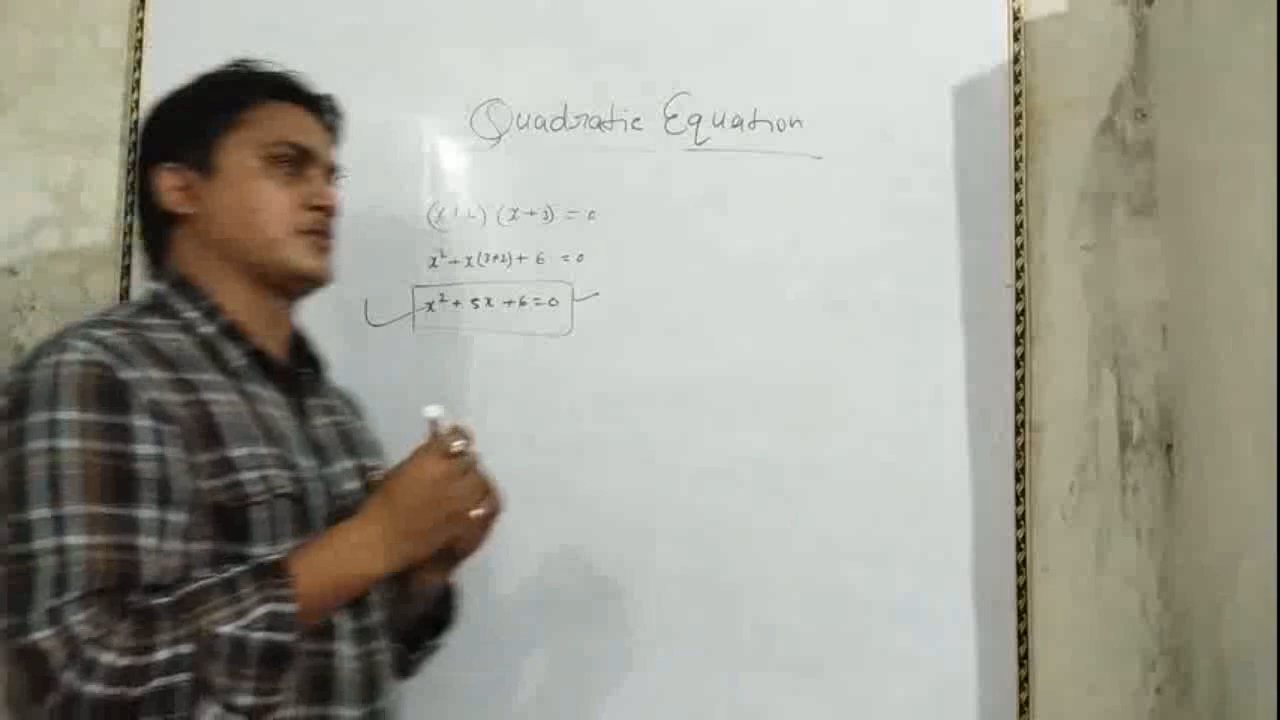 Quadratic Equation
(x+2) (x+3) = 0
x²+x(3+2)+6 =0
x²+5x+6=0